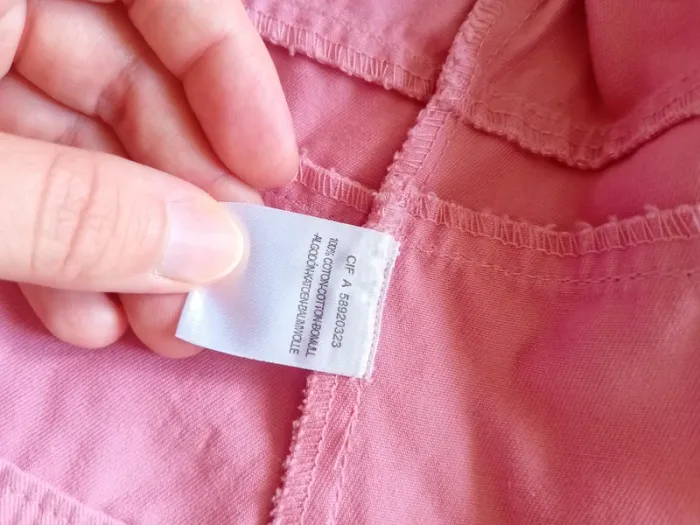 CIF A 58920323
100% COTON-COTTON-BOMULL
-ALGODÓN-KATOEN-BAUMWOLLE